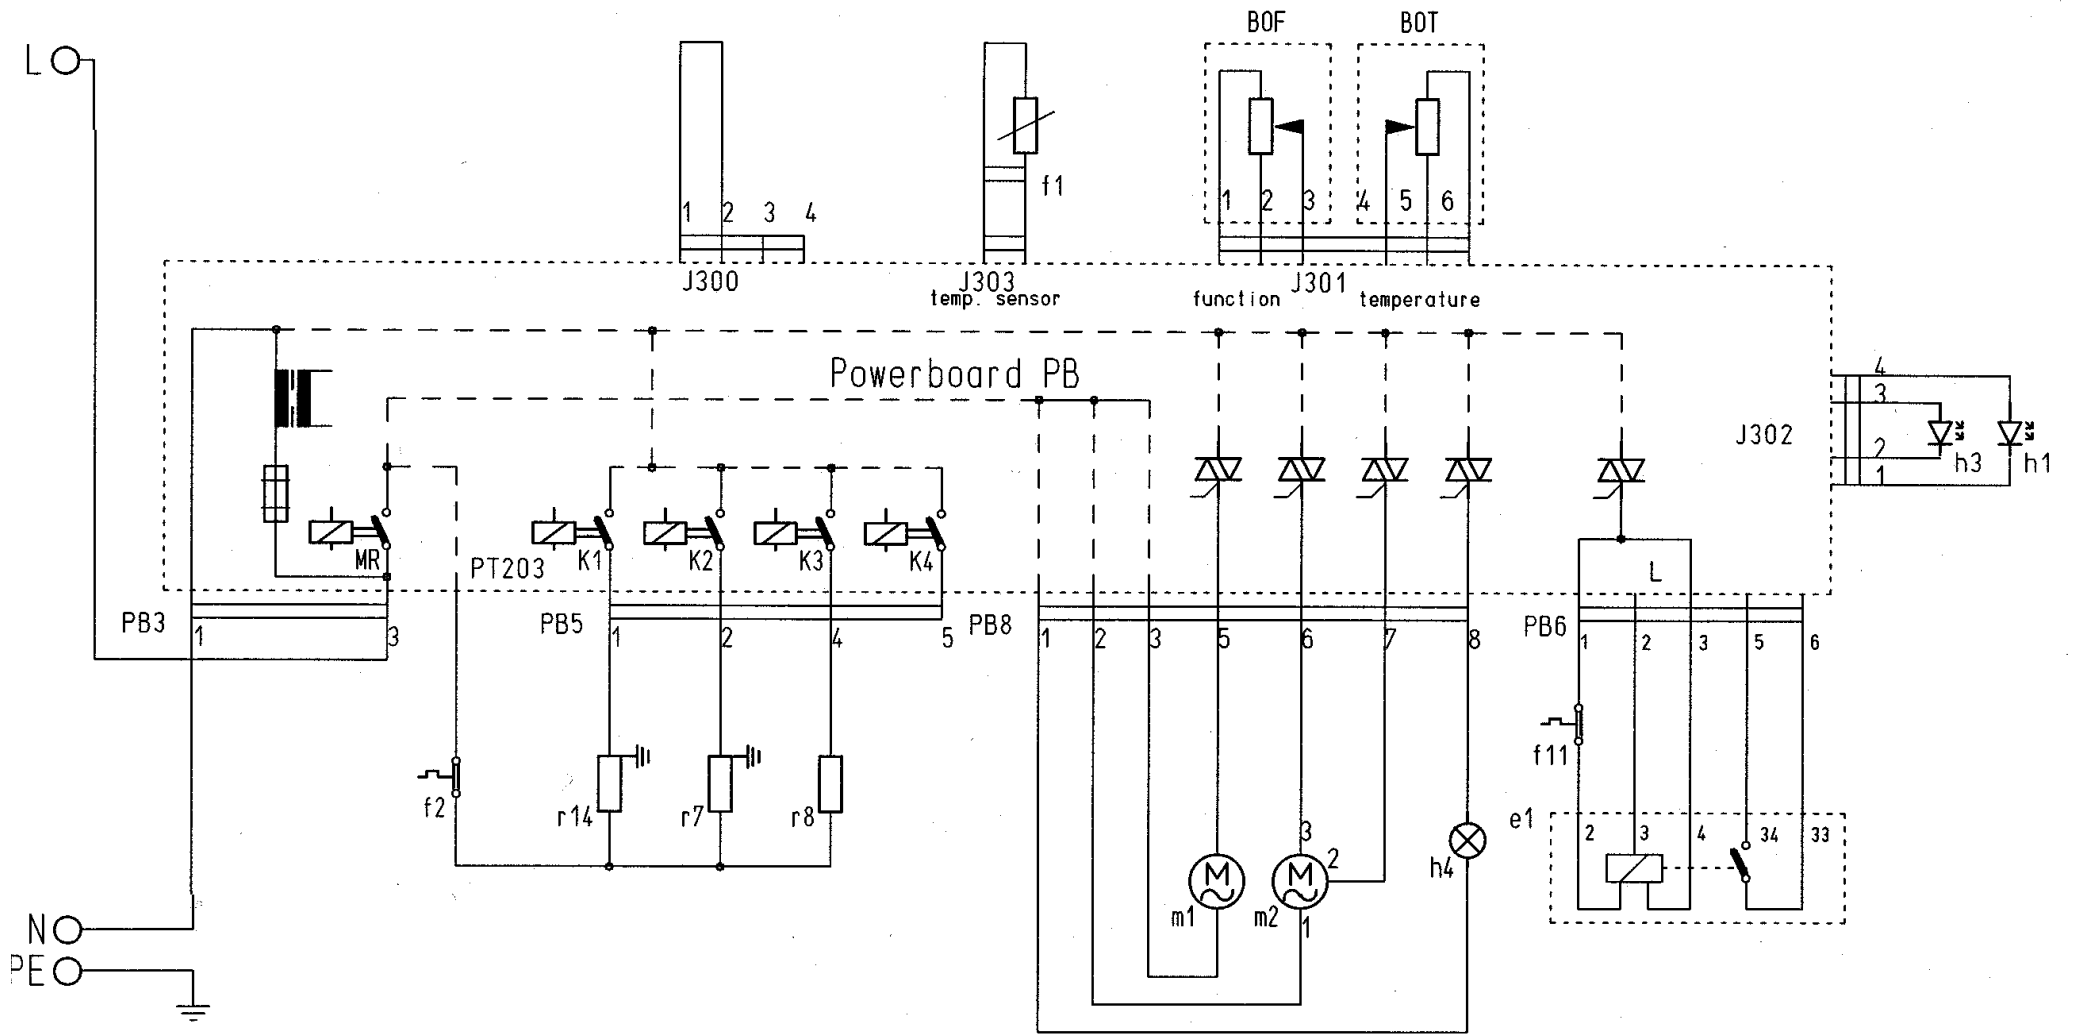 BOF BOT
L
f1
1 2 3 4 5 6
1 2 3 4
J300 J303 J301
temp. sensor function temperature
Powerboard PB
4
3
J302
2
1
h3 h1
MR PT203 K1 K2 K3 K4 L
PB3 PB5 PB8 PB6
1 3 1 2 4 5 1 2 3 5 6 7 8 1 2 3 5 6
f11
f2 r14 r7 r8 e1
3 2 3 4 34 33
2
h4
M M
m1 m2 1
N
PE